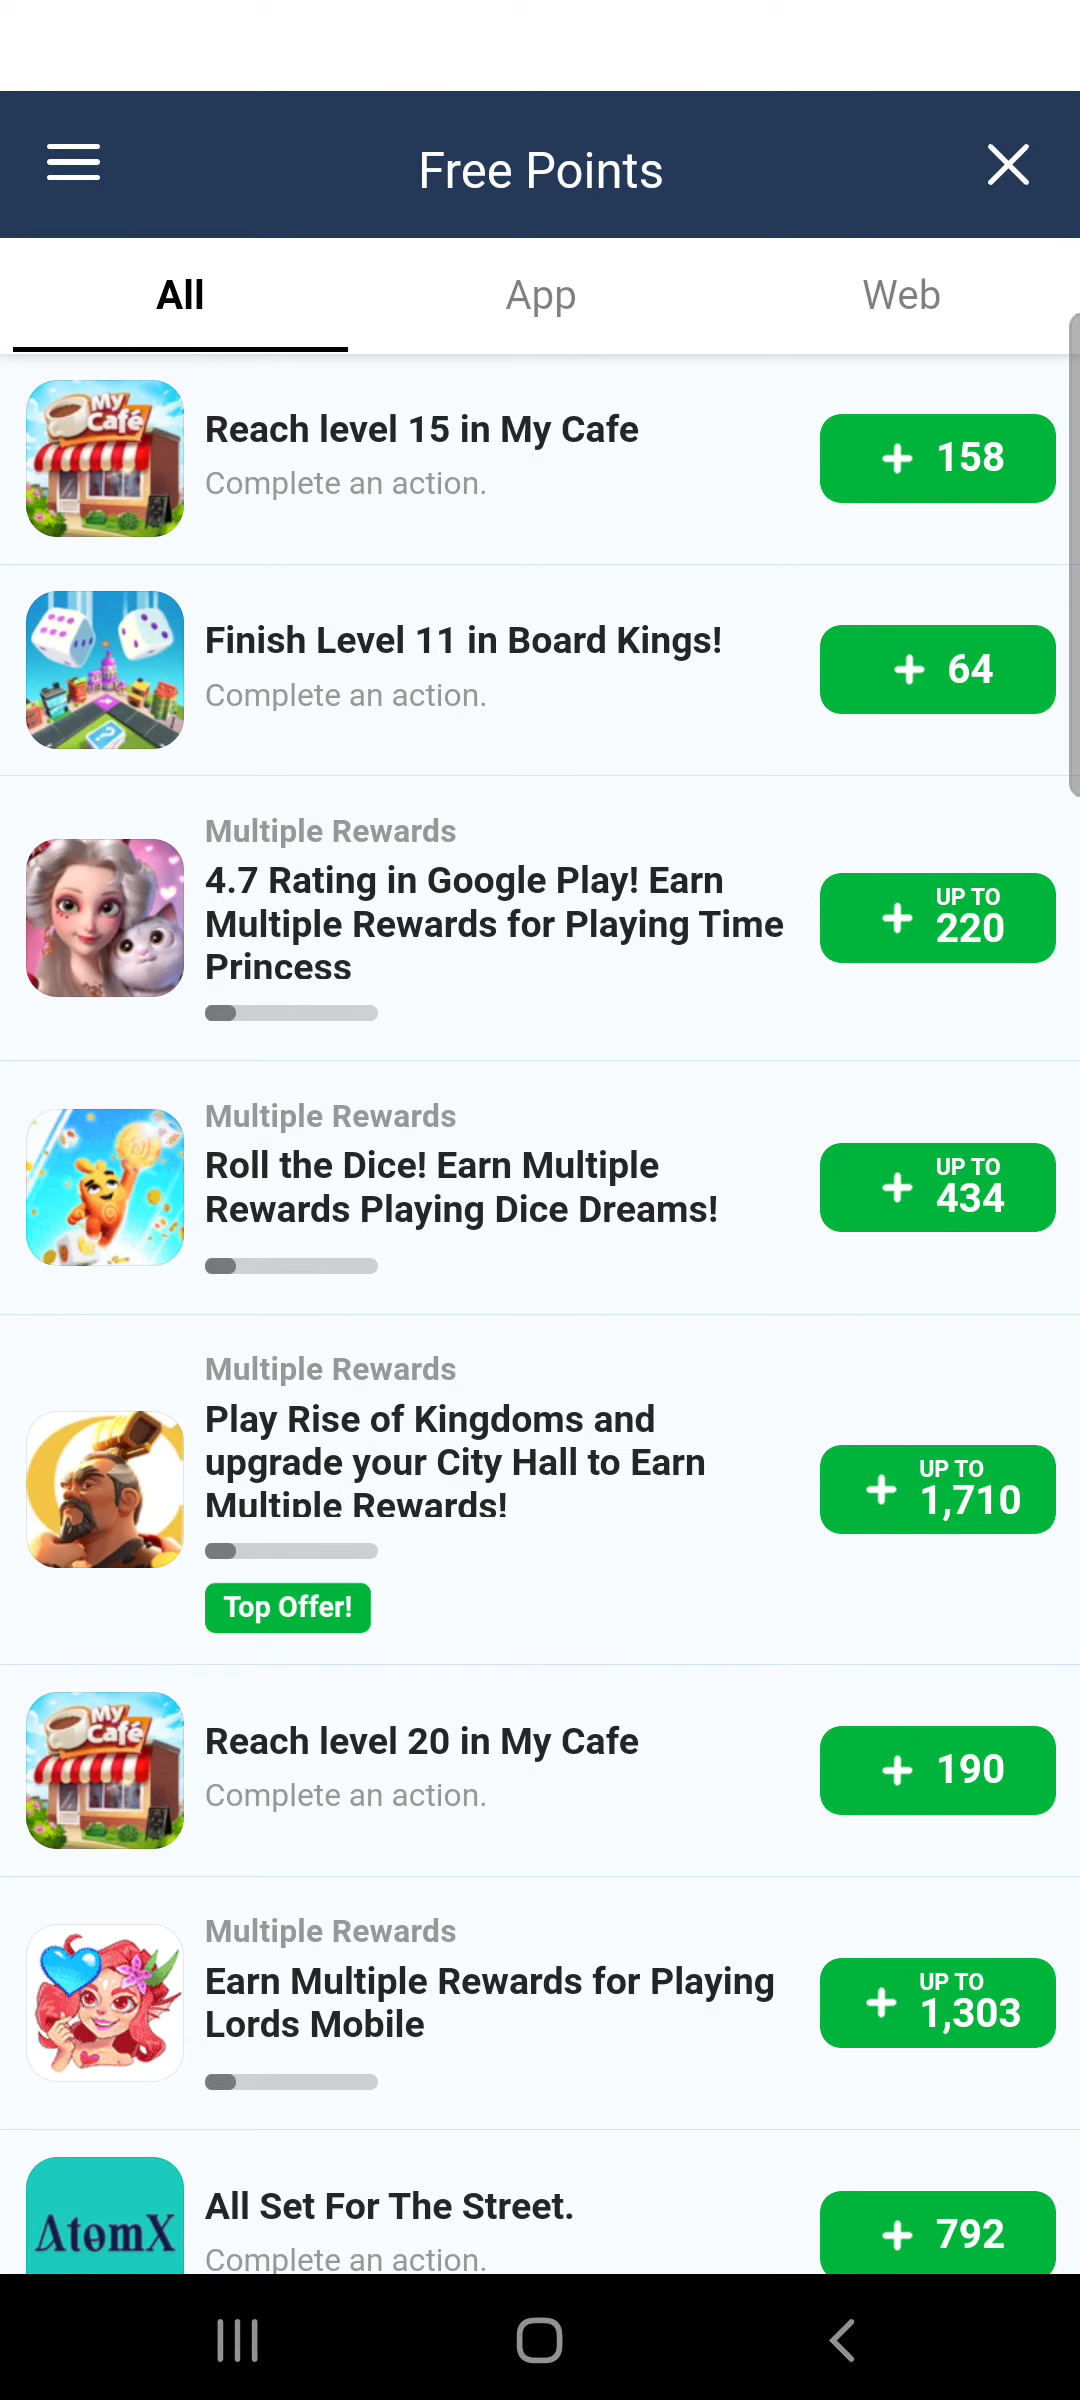 Free Points
All
App
Web
My
Café
Reach level 15 in My Cafe
Complete an action.
+ 158
Finish Level 11 in Board Kings!
Complete an action.
+ 64
Multiple Rewards
4.7 Rating in Google Play! Earn
Multiple Rewards for Playing Time
Princess
+ UP TO
220
Multiple Rewards
Roll the Dice! Earn Multiple
Rewards Playing Dice Dreams!
+ UP TO
434
Multiple Rewards
Play Rise of Kingdoms and
upgrade your City Hall to Earn
Multiple Rewards!
+ UP TO
1,710
Top Offer!
My
Café
Reach level 20 in My Cafe
Complete an action.
+ 190
Multiple Rewards
Earn Multiple Rewards for Playing
Lords Mobile
+ UP TO
1,303
AtomX
All Set For The Street.
Complete an action.
+ 792